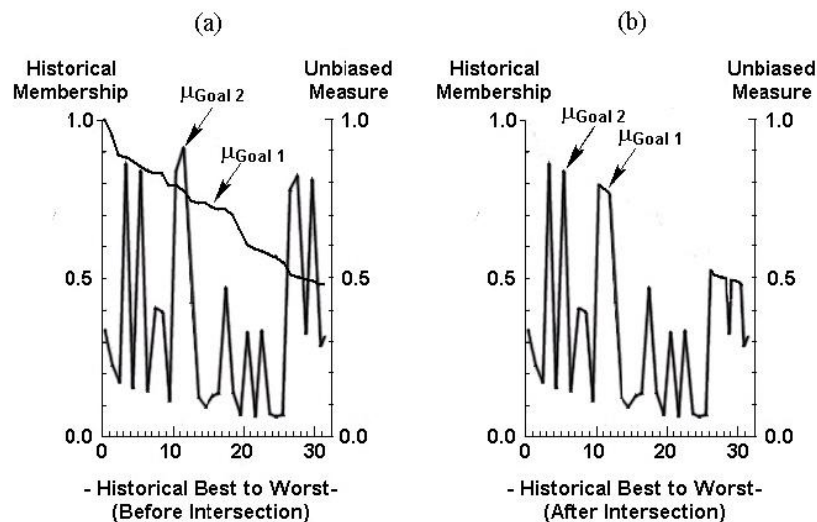 (a)
Historical Membership
Unbiased Measure
μGoal 2
μGoal 1
1.0
0.5
0.0
1.0
0.5
0.0
0 10 20 30
- Historical Best to Worst-
(Before Intersection)
(b)
Historical Membership
Unbiased Measure
μGoal 2
μGoal 1
1.0
0.5
0.0
1.0
0.5
0.0
0 10 20 30
- Historical Best to Worst-
(After Intersection)